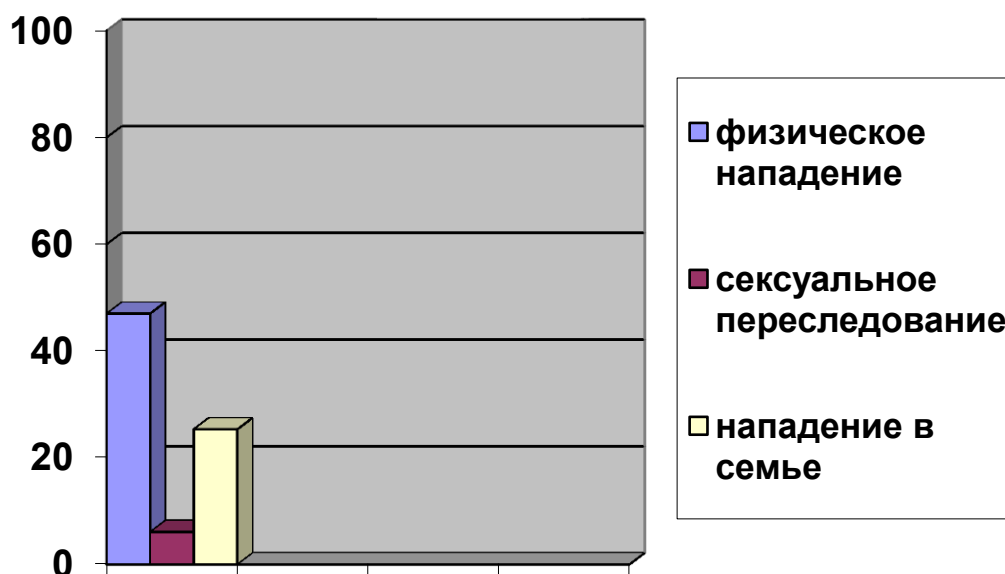 100
80
60
40
20
0
физическое
нападение
сексуальное
переследование
нападение в
семье